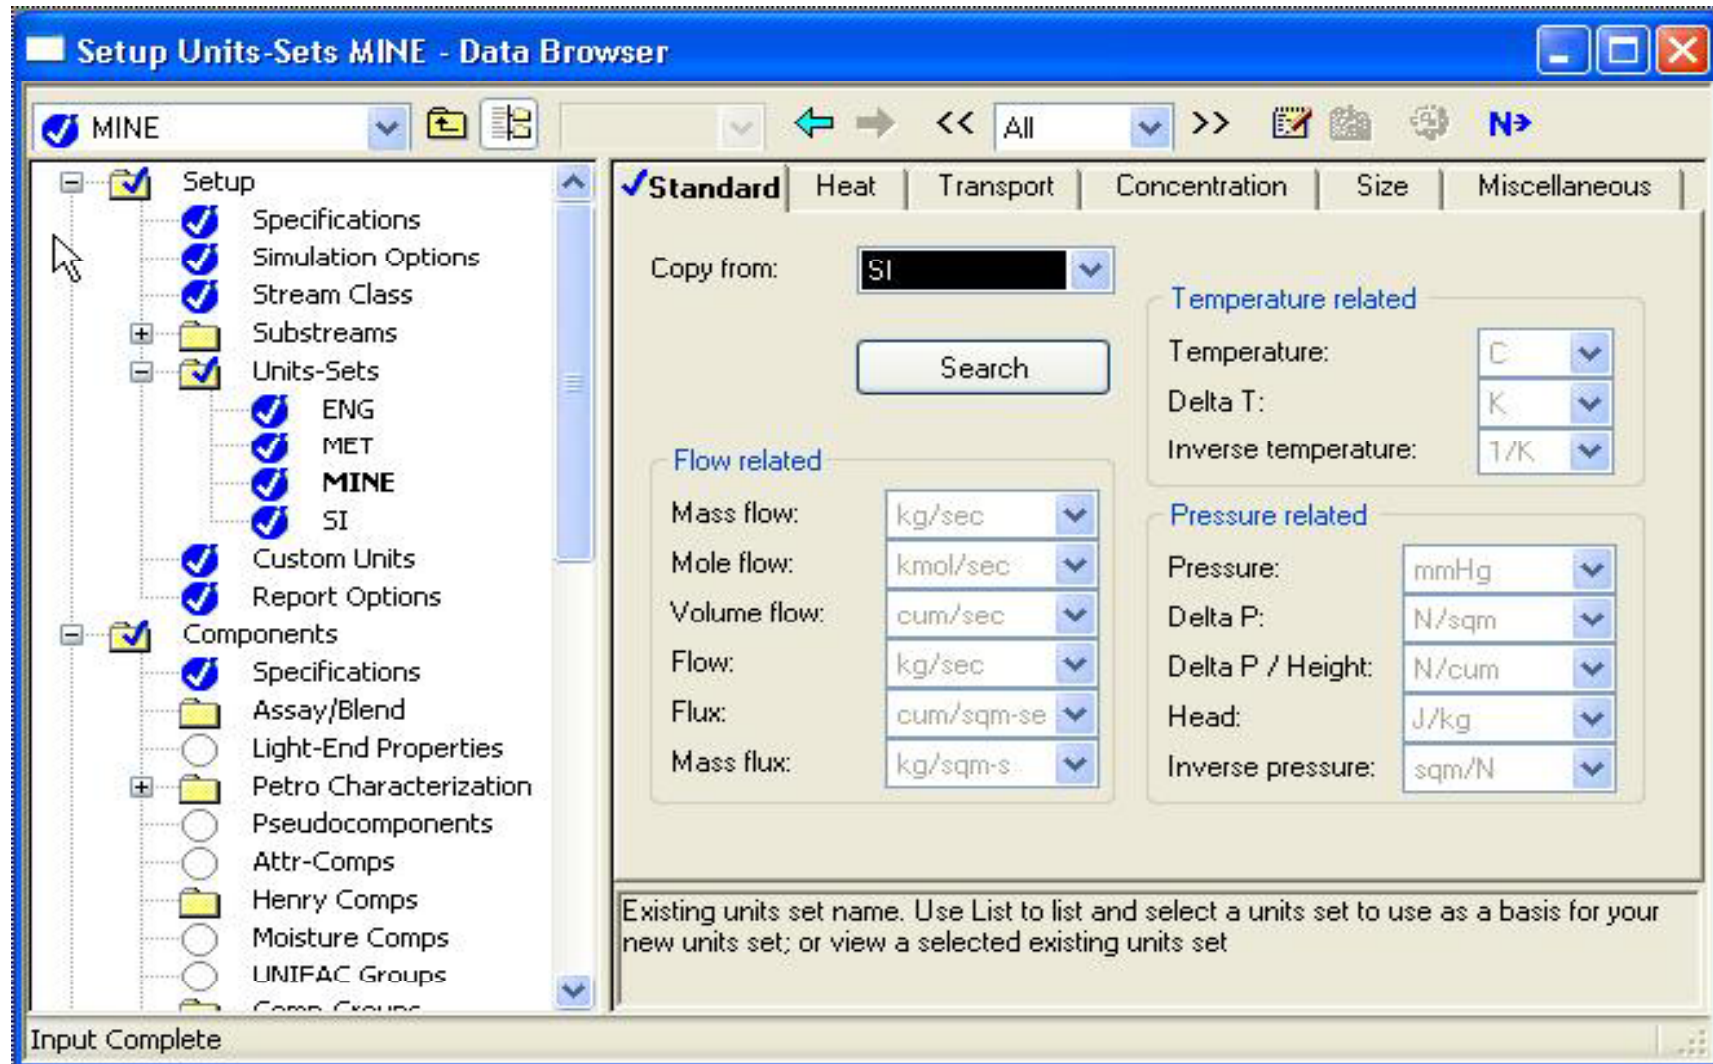 Setup Units-Sets MINE - Data Browser
MINE
<< All >> N
Setup
Specifications
Simulation Options
Stream Class
Substreams
Units-Sets
ENG
MET
MINE
SI
Custom Units
Report Options
Components
Specifications
Assay/Blend
Light-End Properties
Petro Characterization
Pseudocomponents
Attr-Comps
Henry Comps
Moisture Comps
UNIFAC Groups
Comp-Groups
Standard Heat Transport Concentration Size Miscellaneous
Copy from: SI
Search
Flow related
Mass flow: kg/sec
Mole flow: kmol/sec
Volume flow: cum/sec
Flow: kg/sec
Flux: cum/sqm-se
Mass flux: kg/sqm-s
Temperature related
Temperature: C
Delta T: K
Inverse temperature: 1/K
Pressure related
Pressure: mmHg
Delta P: N/sqm
Delta P / Height: N/cum
Head: J/kg
Inverse pressure: sqm/N
Existing units set name. Use List to list and select a units set to use as a basis for your
new units set; or view a selected existing units set
Input Complete